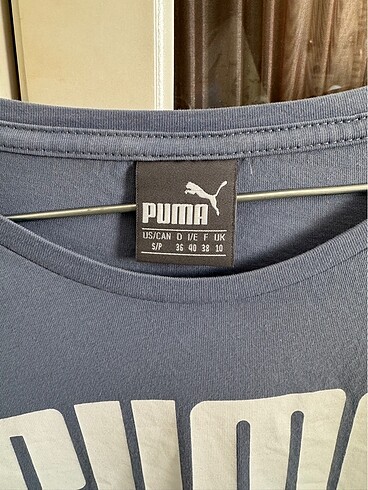 PUMA
US/CAN D I/E F UK
S/P 36 40 38 10
PUMA